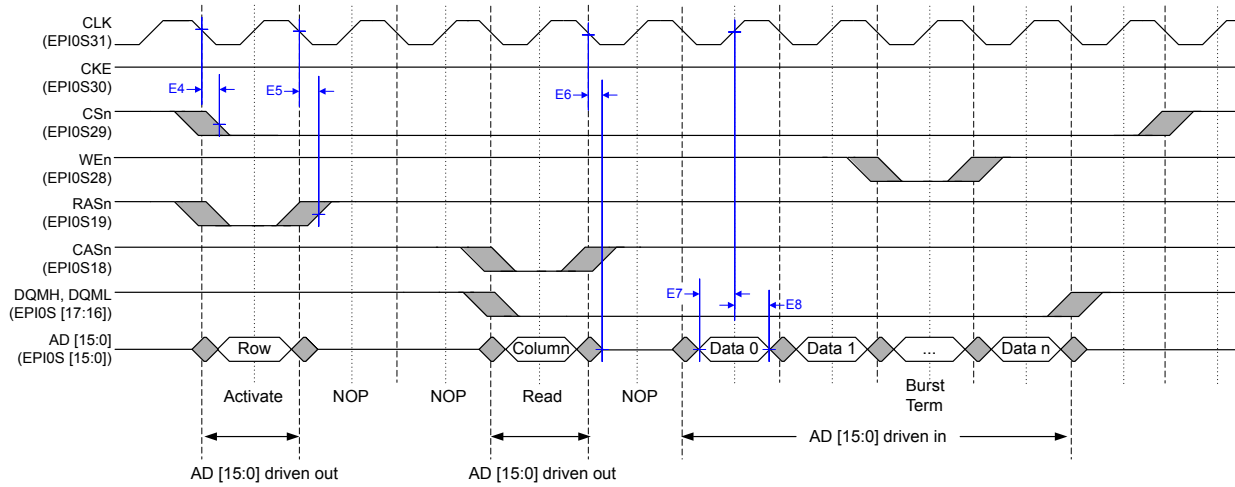 CLK
(EPI0S31)
CKE
(EPI0S30)
E4
E5
E6
CSn
(EPI0S29)
WEn
(EPI0S28)
RASn
(EPI0S19)
CASn
(EPI0S18)
DQMH, DQML
(EPI0S [17:16])
E7
E8
AD [15:0]
(EPI0S [15:0])
Row
Column
Data 0
Data 1
...
Data n
Activate
NOP
NOP
Read
NOP
Burst
Term
AD [15:0] driven in
AD [15:0] driven out
AD [15:0] driven out